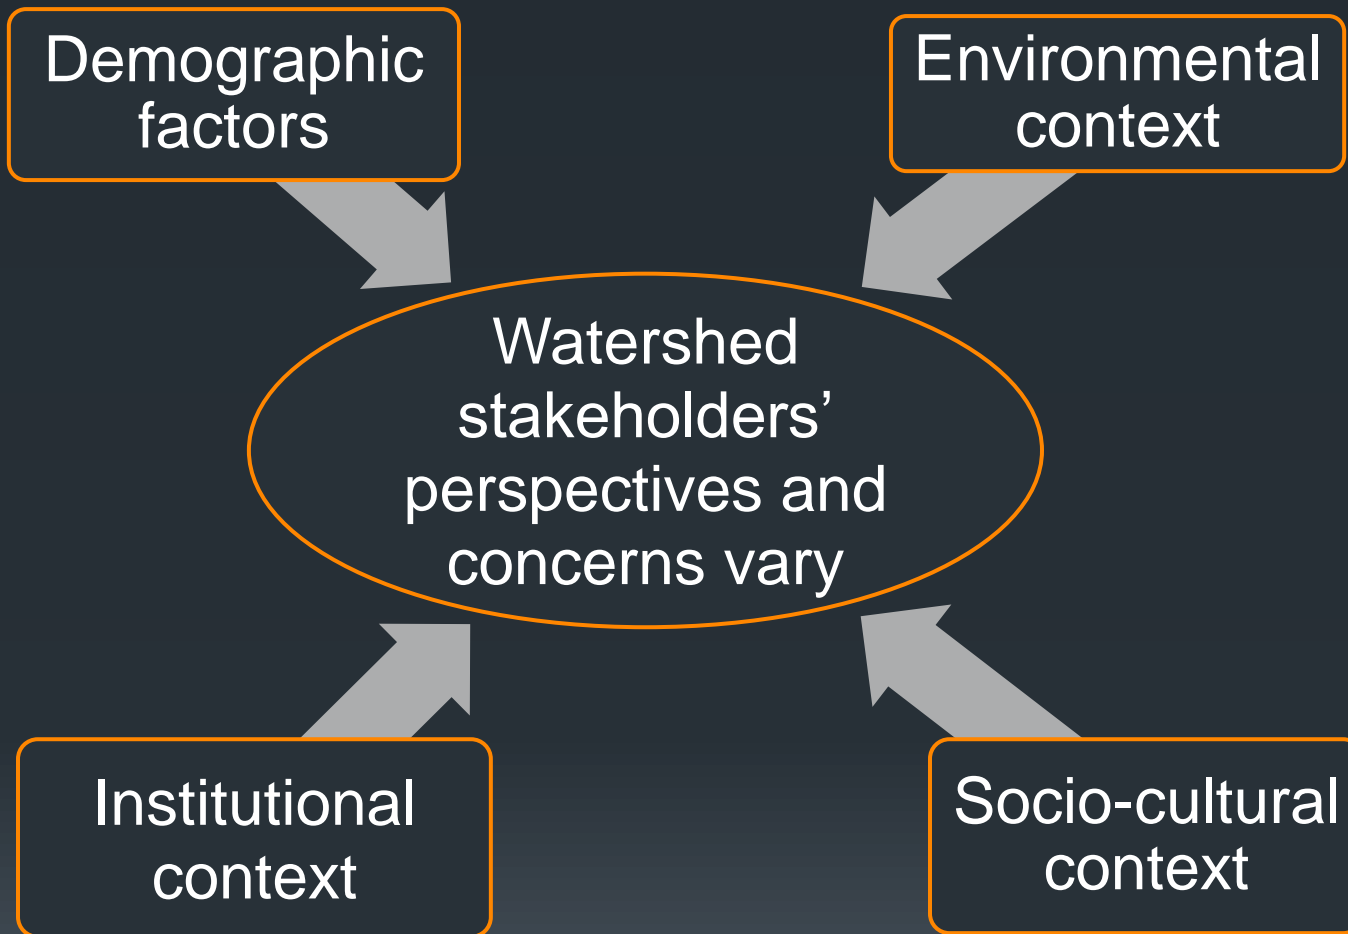 Demographic
factors
Environmental
context
Watershed
stakeholders’
perspectives and
concerns vary
Institutional
context
Socio-cultural
context